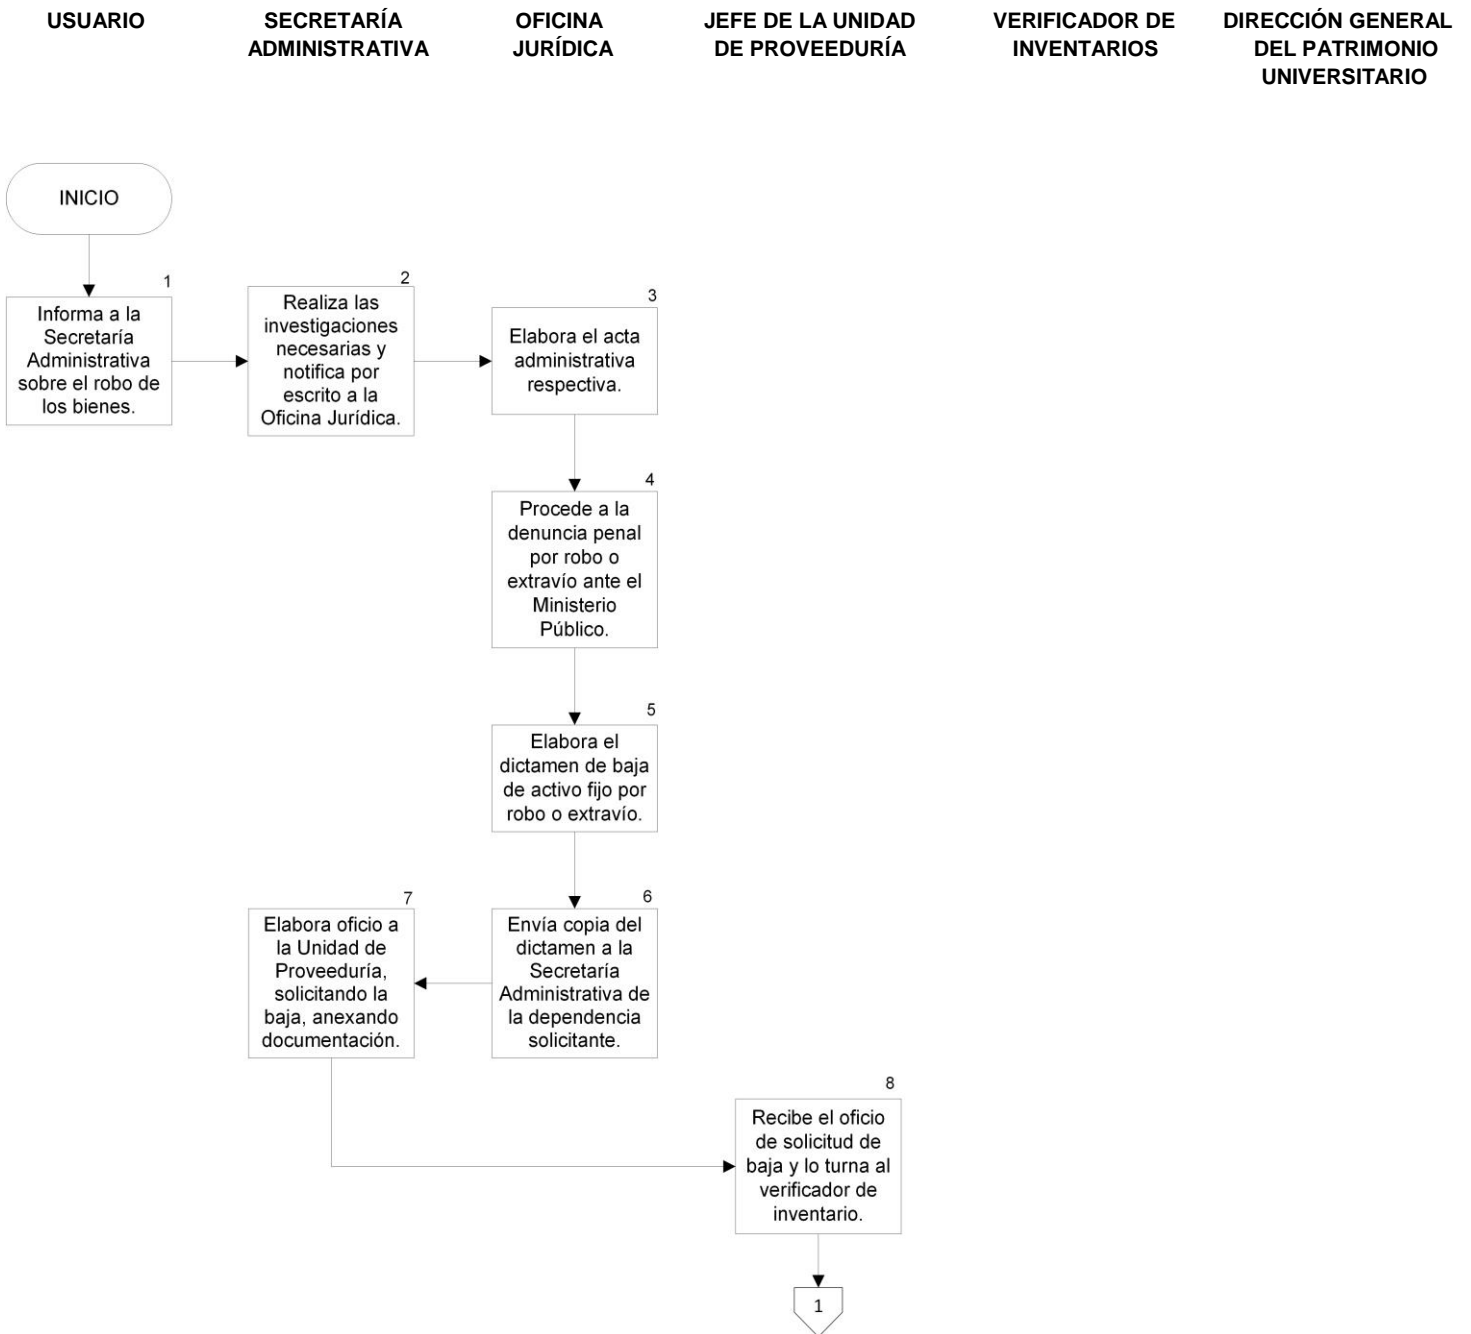 USUARIO
SECRETARÍA
ADMINISTRATIVA
OFICINA
JURÍDICA
JEFE DE LA UNIDAD
DE PROVEEDURÍA
VERIFICADOR DE
INVENTARIOS
DIRECCIÓN GENERAL
DEL PATRIMONIO
UNIVERSITARIO
INICIO
1
Informa a la
Secretaría
Administrativa
sobre el robo de
los bienes.
2
Realiza las
investigaciones
necesarias y
notifica por
escrito a la
Oficina Jurídica.
3
Elabora el acta
administrativa
respectiva.
4
Procede a la
denuncia penal
por robo o
extravío ante el
Ministerio
Público.
5
Elabora el
dictamen de baja
de activo fijo por
robo o extravío.
6
Envía copia del
dictamen a la
Secretaría
Administrativa de
la dependencia
solicitante.
7
Elabora oficio a
la Unidad de
Proveeduría,
solicitando la
baja, anexando
documentación.
8
Recibe el oficio
de solicitud de
baja y lo turna al
verificador de
inventario.
1